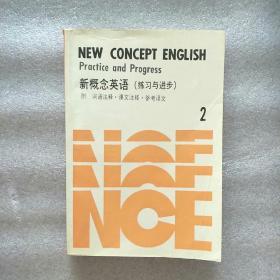 NEW CONCEPT ENGLISH
Practice and Progress
新概念英语(练习与进步)
附 词语注释·课文注释·参考译文
2
NCE
NCE
NCE